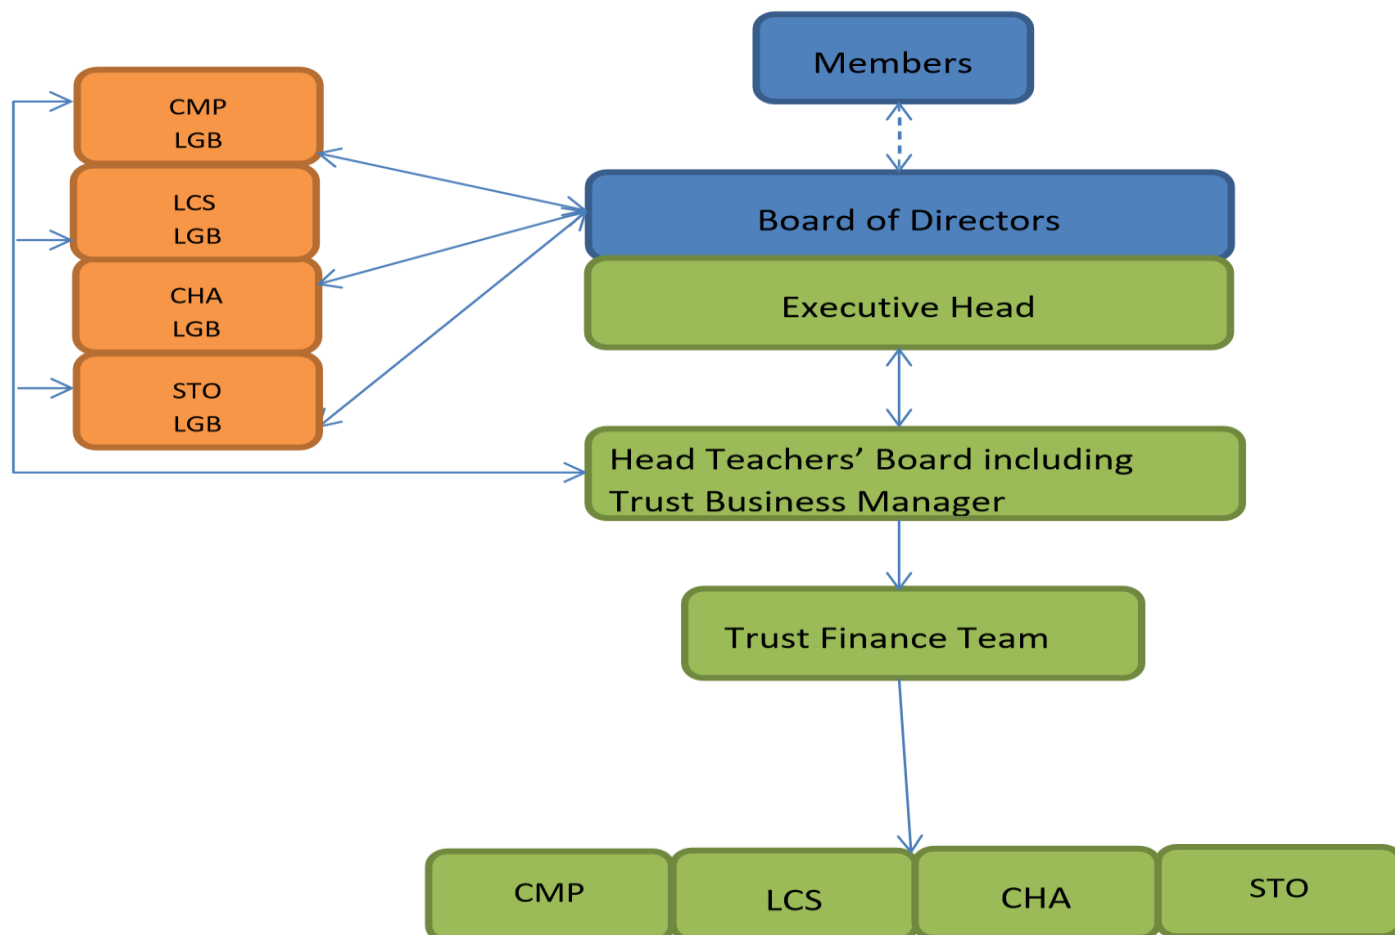 Members
CMP
LGB
LCS
LGB
CHA
LGB
STO
LGB
Board of Directors
Executive Head
Head Teachers’ Board including
Trust Business Manager
Trust Finance Team
CMP
LCS
CHA
STO